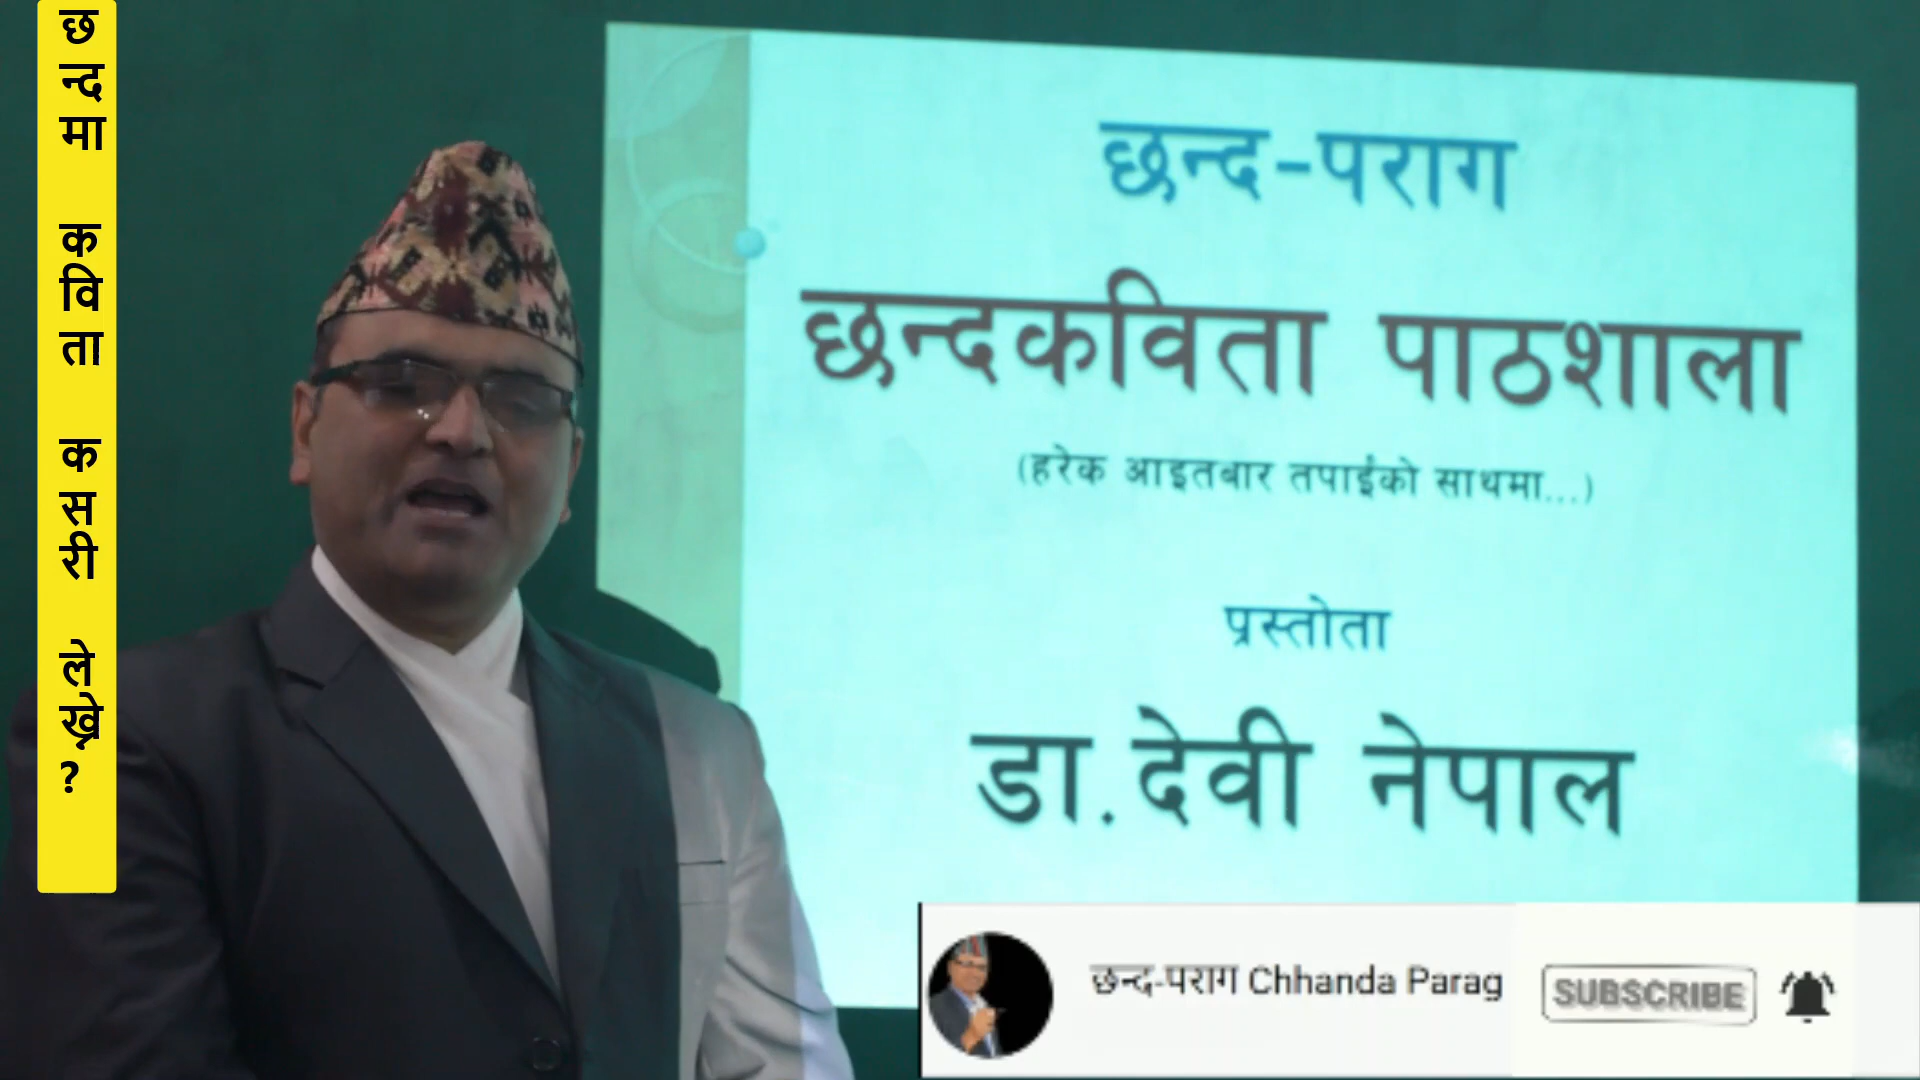 छन्दमा कविता कसरी लेख्ने?
छन्द-पराग
छन्दकविता पाठशाला
(हरेक आइतबार तपाईंको साथमा...)
प्रस्तोता
डा.देवी नेपाल
छन्द-पराग Chhanda Parag
SUBSCRIBE